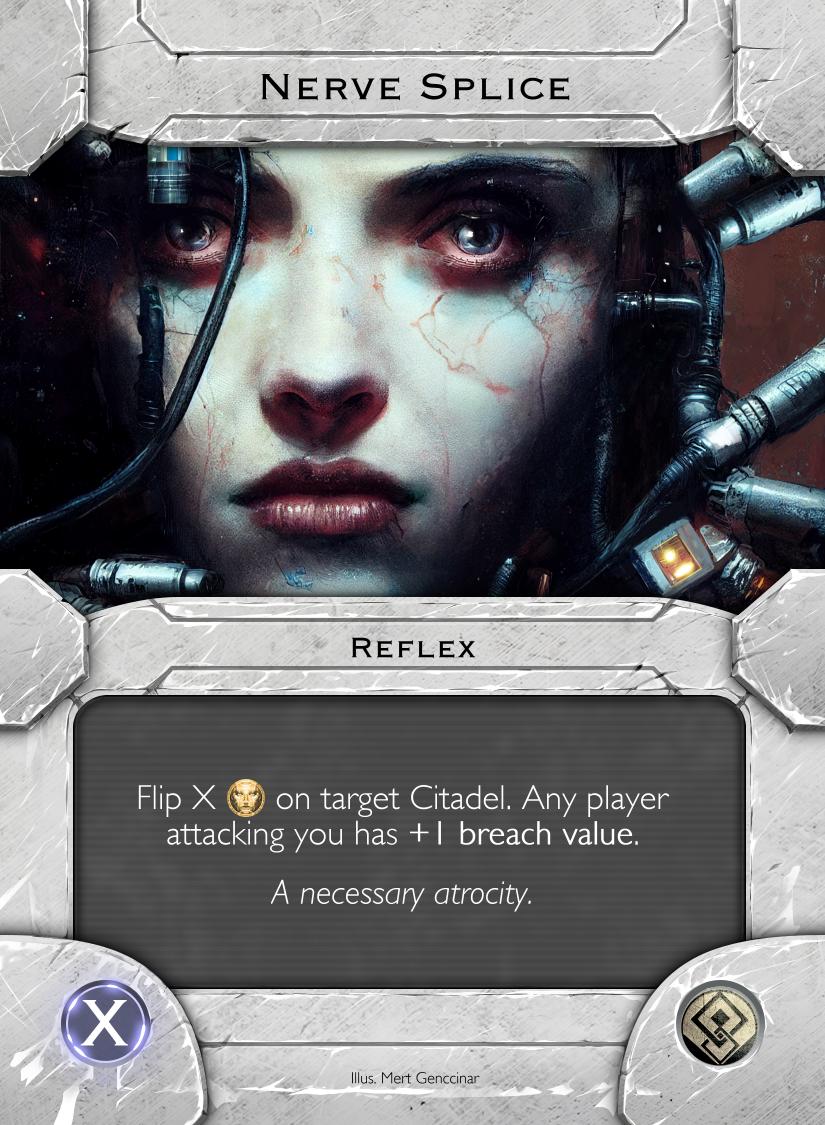 Nerve Splice
Reflex
Flip X on target Citadel. Any player
attacking you has +1 breach value.
A necessary atrocity.
X
Illus. Mert Genccinar